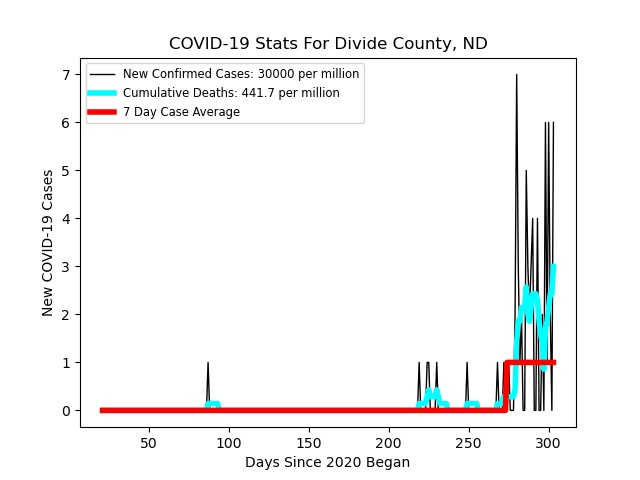 COVID-19 Stats For Divide County, ND
New Confirmed Cases: 30000 per million
Cumulative Deaths: 441.7 per million
7 Day Case Average
New COVID-19 Cases
7
6
5
4
3
2
1
0
50 100 150 200 250 300
Days Since 2020 Began